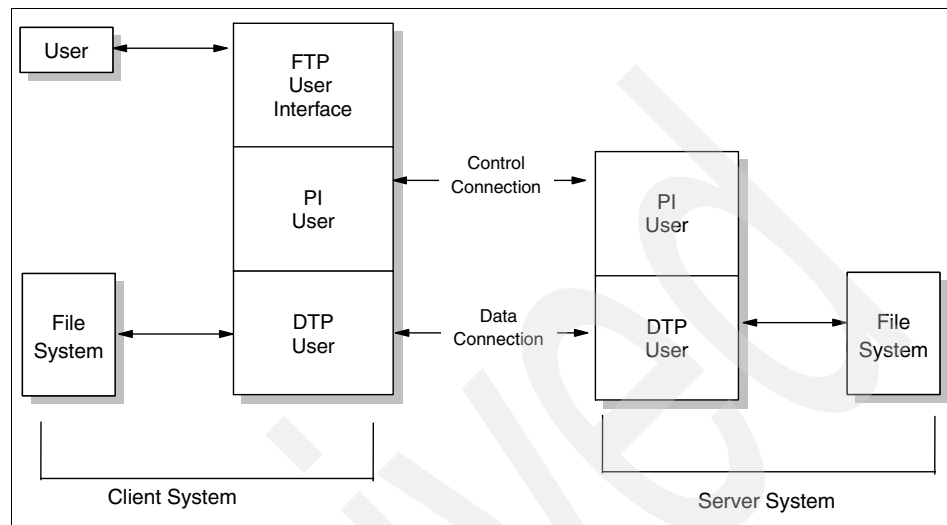 User
FTP
User
Interface
Control
Connection
PI
User
PI
User
File
System
DTP
User
Data
Connection
DTP
User
File
System
Client System
Server System